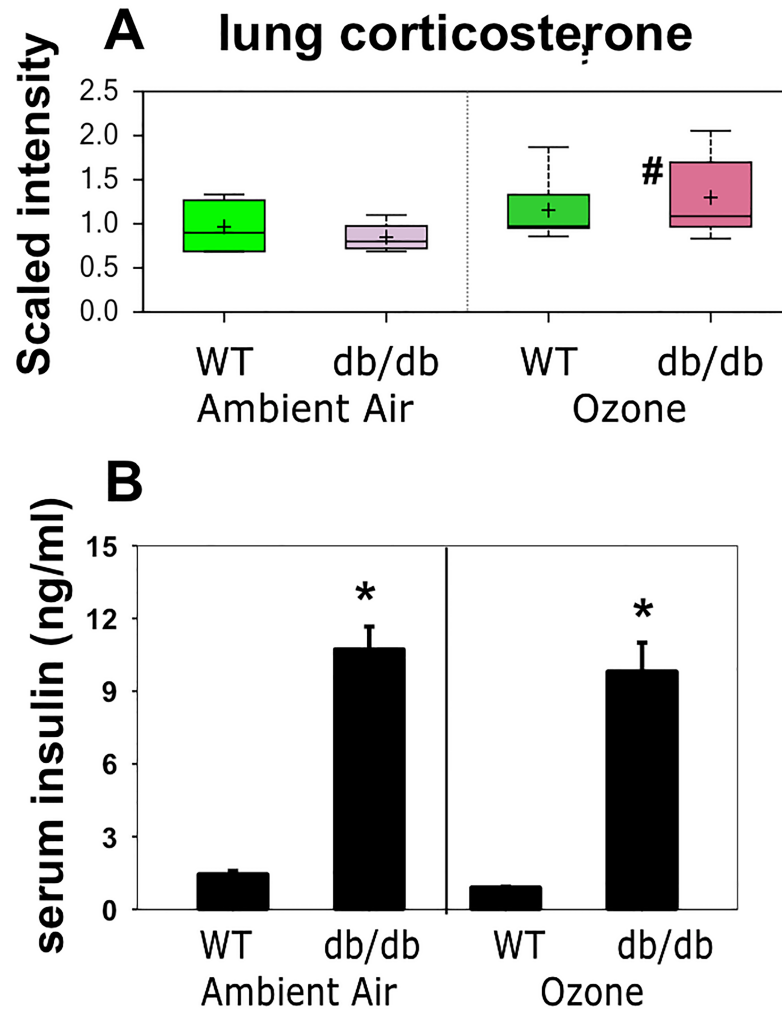 A lung corticosterone
Scaled intensity
2.5
2.0
1.5
1.0
0.5
0.0
#
WT db/db WT db/db
Ambient Air Ozone
B
serum insulin (ng/ml)
15
12
9
6
3
0
* *
WT db/db WT db/db
Ambient Air Ozone